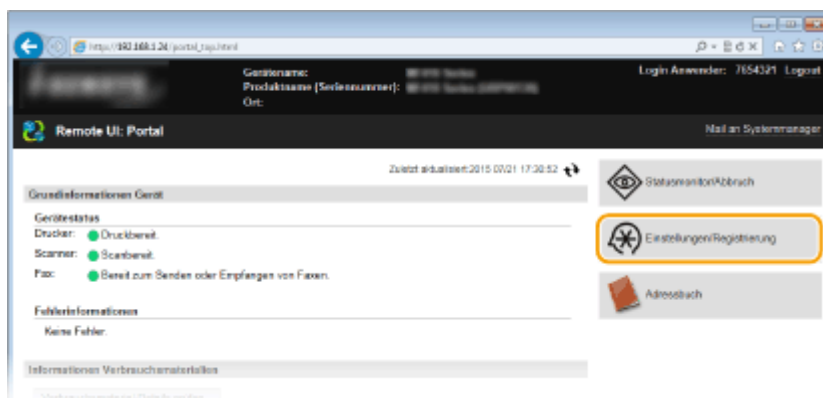 http://192.168.1.24/portal_top.html
Gerätename:
Produktname (Seriennummer):
Ort:
Login Anwender: 7654321 Logout
Remote UI: Portal
Mail an Systemmanager
Zuletzt aktualisiert:2015 07/21 17:30:52
Grundinformationen Gerät
Gerätestatus
Drucker: Druckbereit.
Scanner: Scanbereit.
Fax: Bereit zum Senden oder Empfangen von Faxen.
Fehlerinformationen
Keine Fehler.
Informationen Verbrauchsmaterialien
Statusmonitor/Abbruch
Einstellungen/Registrierung
Adressbuch